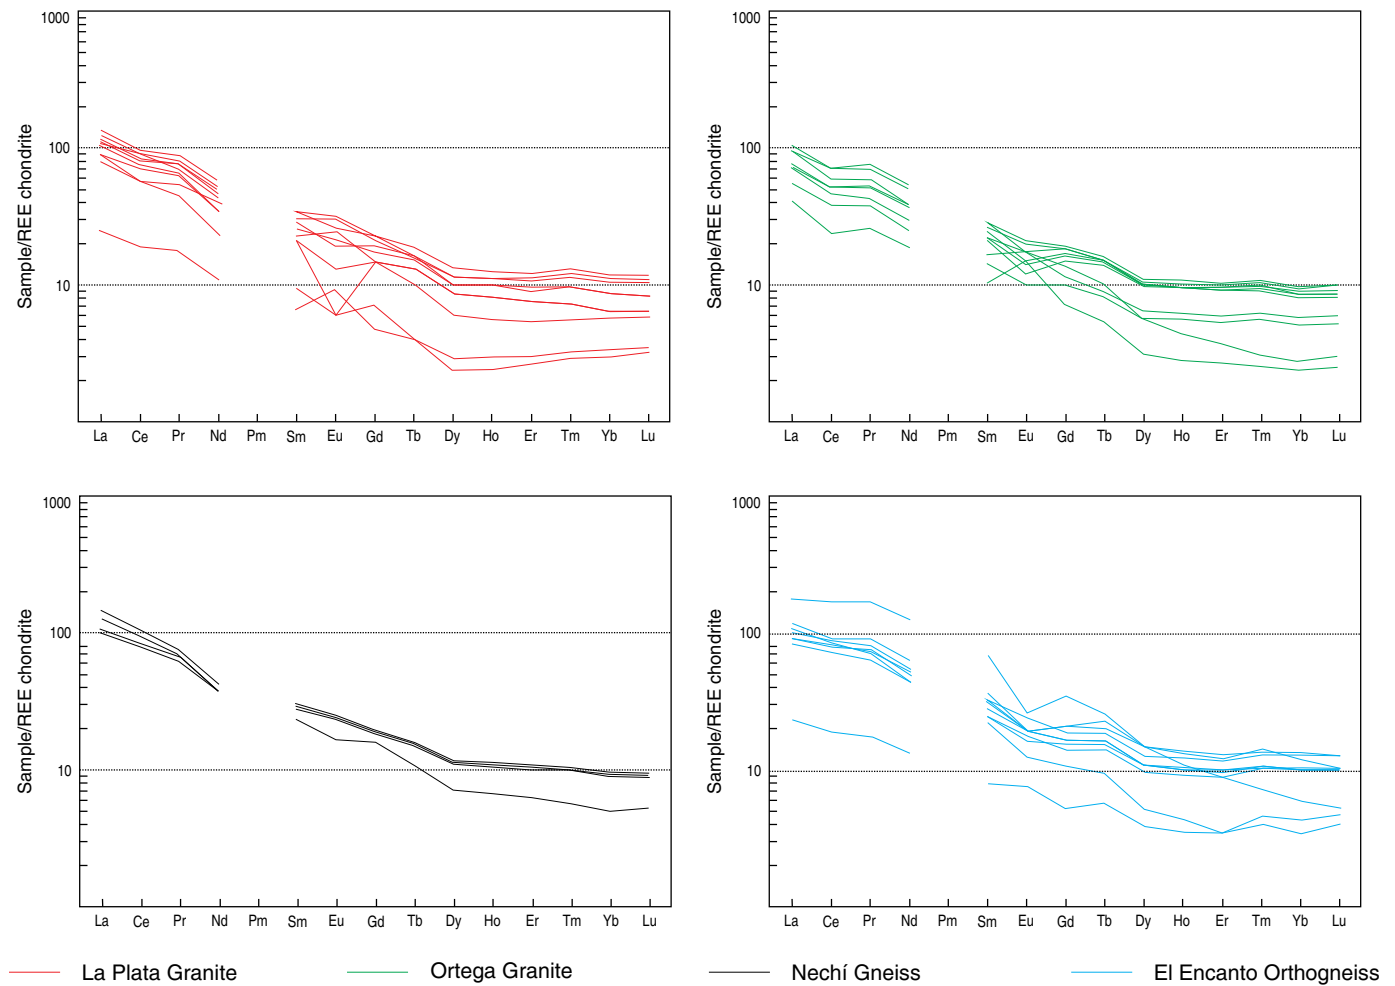 1000
100
10
Sample/REE chondrite
La Ce Pr Nd Pm Sm Eu Gd Tb Dy Ho Er Tm Yb Lu
1000
100
10
Sample/REE chondrite
La Ce Pr Nd Pm Sm Eu Gd Tb Dy Ho Er Tm Yb Lu
1000
100
10
Sample/REE chondrite
La Ce Pr Nd Pm Sm Eu Gd Tb Dy Ho Er Tm Yb Lu
1000
100
10
Sample/REE chondrite
La Ce Pr Nd Pm Sm Eu Gd Tb Dy Ho Er Tm Yb Lu
La Plata Granite Ortega Granite Nechí Gneiss El Encanto Orthogneiss